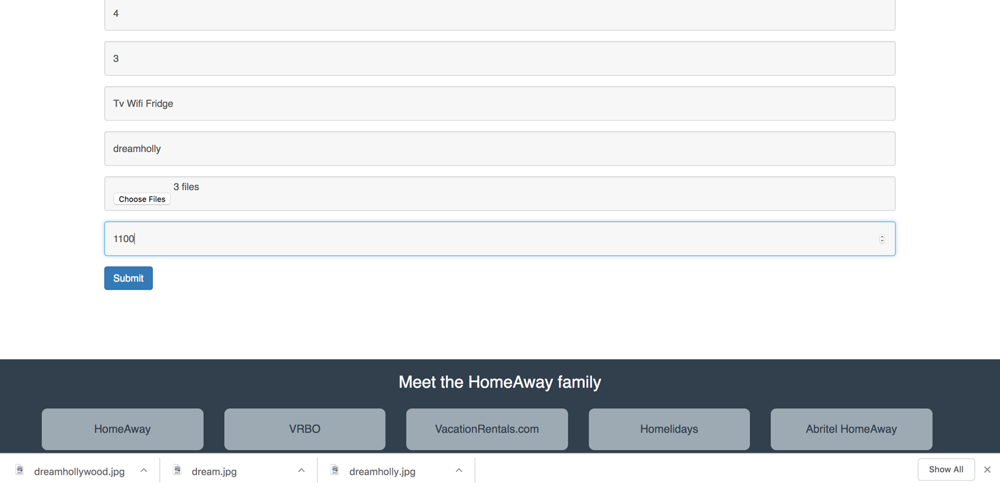 4
3
Tv Wifi Fridge
dreamholly
3 files
Choose Files
1100
Submit
Meet the HomeAway family
HomeAway VRBO VacationRentals.com Homelidays Abritel HomeAway
dreamhollywood.jpg dream.jpg dreamholly.jpg Show All